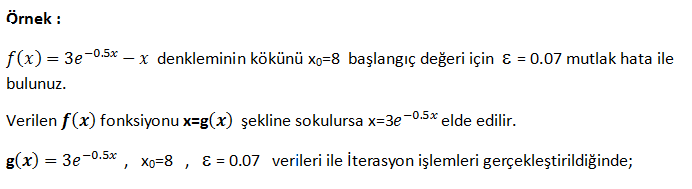 Örnek :
f(x) = 3e^−0.5x − x denkleminin kökünü x₀=8 başlangıç değeri için ε = 0.07 mutlak hata ile
bulunuz.
Verilen f(x) fonksiyonu x=g(x) şekline sokulursa x=3e^−0.5x elde edilir.
g(x) = 3e^−0.5x , x₀=8 , ε = 0.07 verileri ile İterasyon işlemleri gerçekleştirildiğinde;